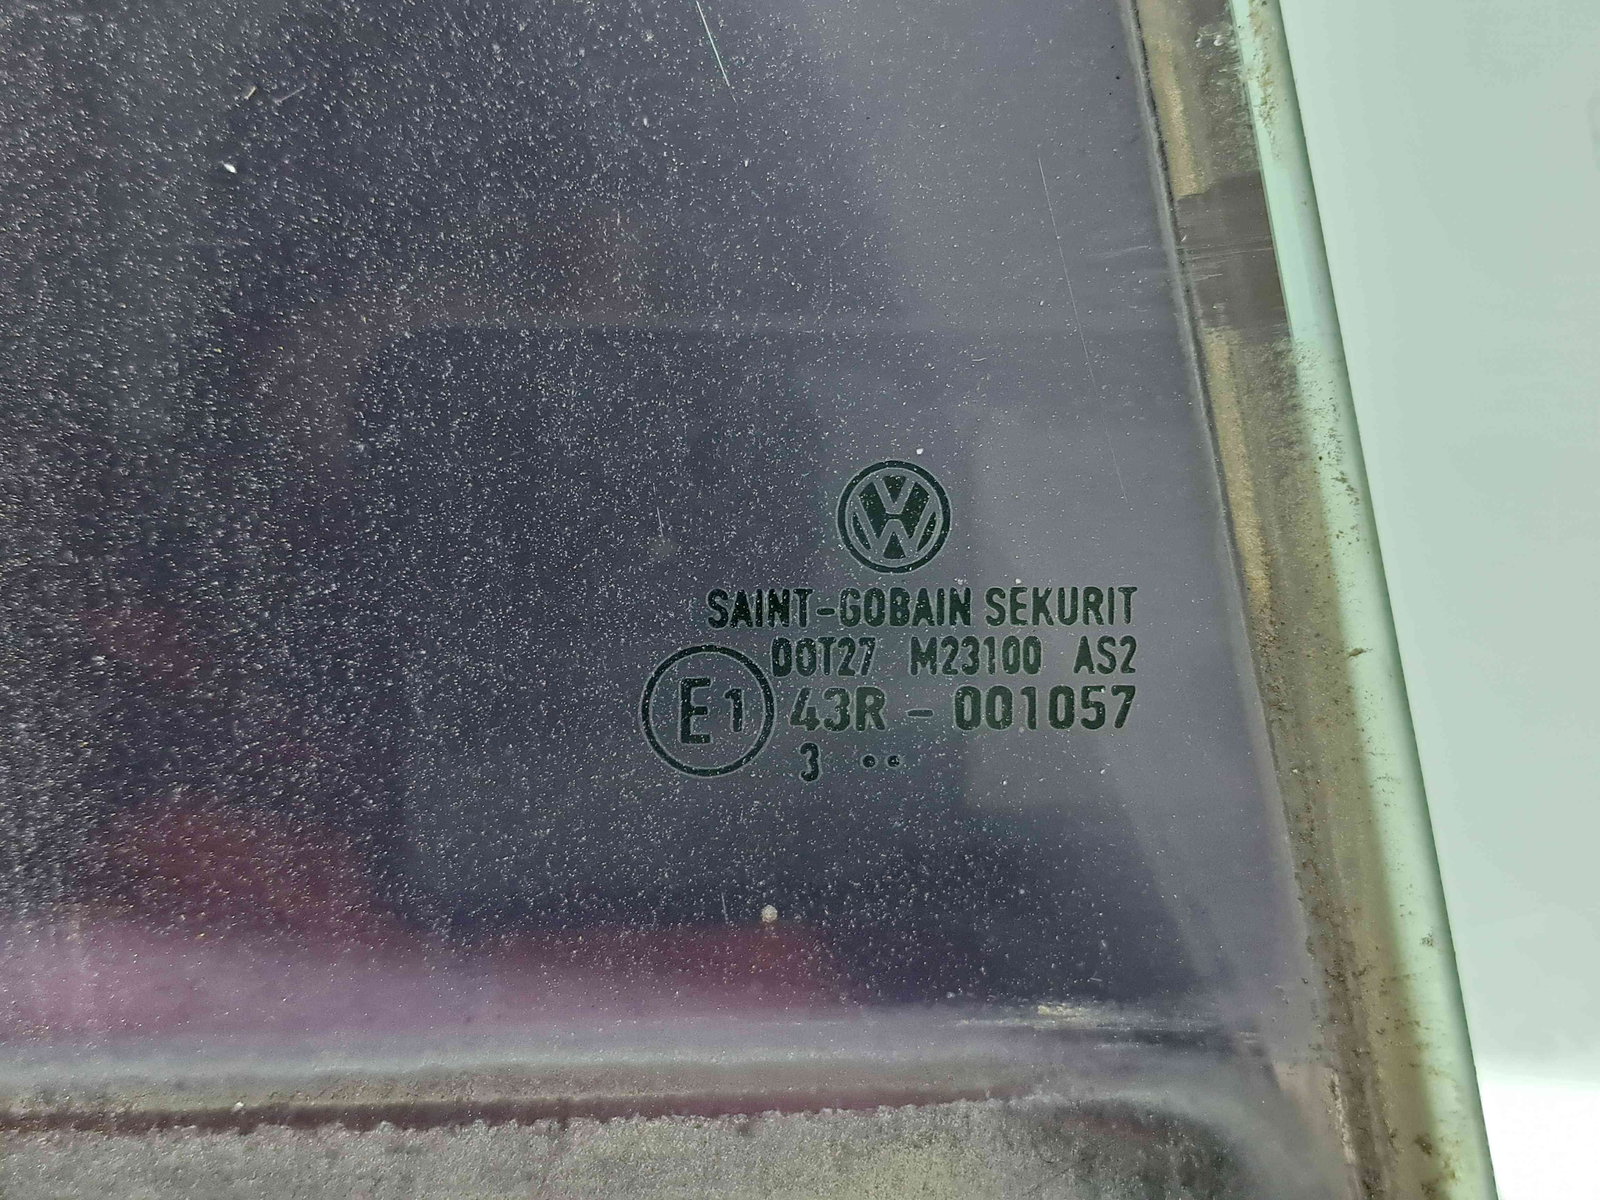 SAINT-GOBAIN SEKURIT
DOT27 M23100 AS2
E1 43R - 001057
3 ••